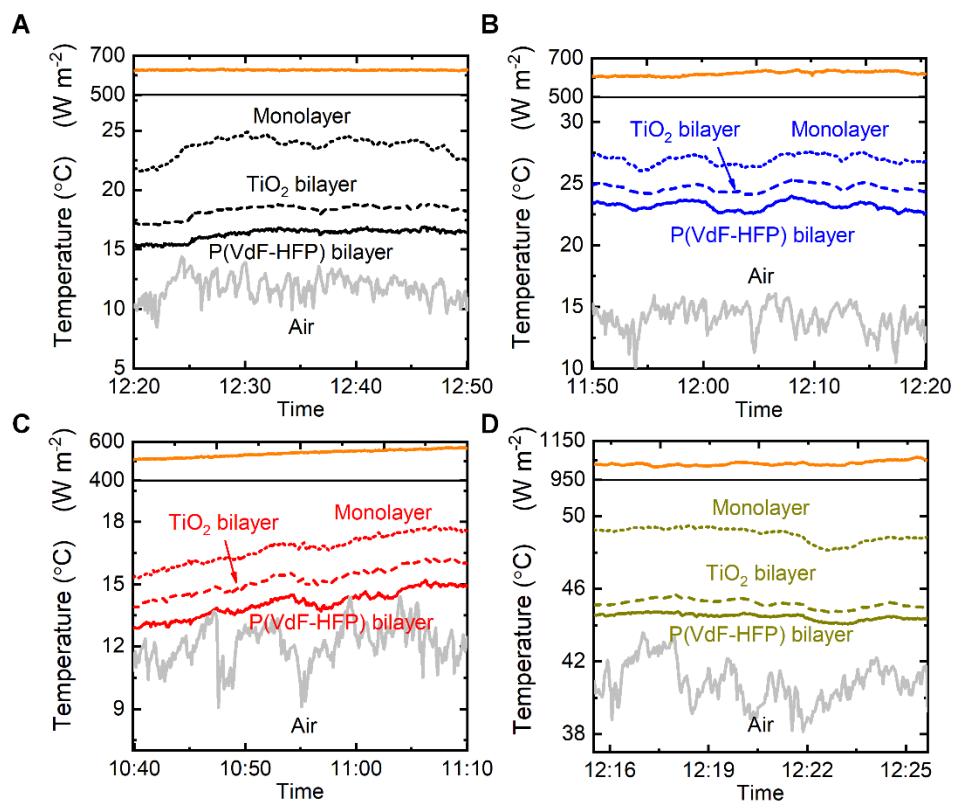 A
(W m-2)
700
500
Temperature (°C)
25
20
15
10
5
Monolayer
TiO2 bilayer
P(VdF-HFP) bilayer
Air
12:20 12:30 12:40 12:50
Time
B
(W m-2)
700
500
Temperature (°C)
30
25
20
15
10
TiO2 bilayer
Monolayer
P(VdF-HFP) bilayer
Air
11:50 12:00 12:10 12:20
Time
C
(W m-2)
600
400
Temperature (°C)
18
15
12
9
TiO2 bilayer
Monolayer
P(VdF-HFP) bilayer
Air
10:40 10:50 11:00 11:10
Time
D
(W m-2)
1150
950
Temperature (°C)
50
46
42
38
Monolayer
TiO2 bilayer
P(VdF-HFP) bilayer
Air
12:16 12:19 12:22 12:25
Time